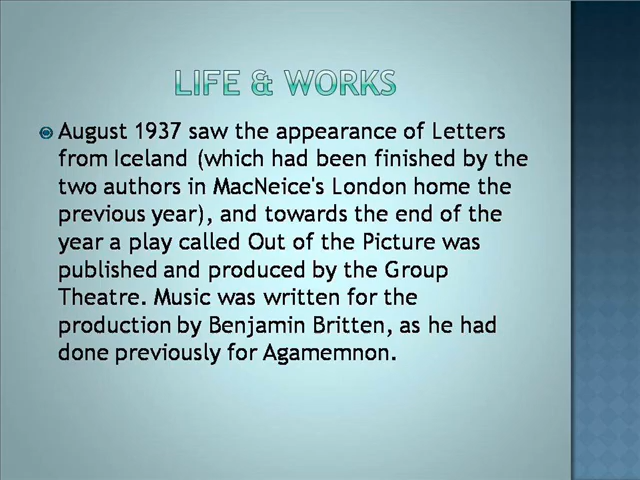 LIFE & WORKS
August 1937 saw the appearance of Letters
from Iceland (which had been finished by the
two authors in MacNeice's London home the
previous year), and towards the end of the
year a play called Out of the Picture was
published and produced by the Group
Theatre. Music was written for the
production by Benjamin Britten, as he had
done previously for Agamemnon.